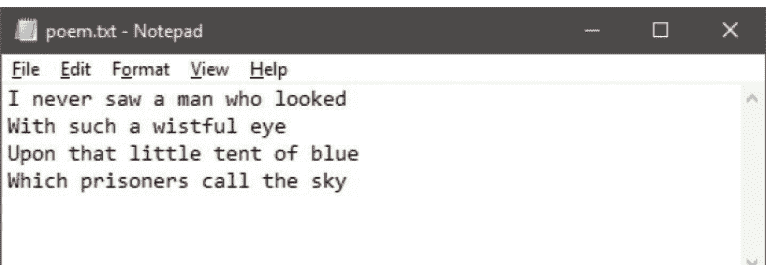 poem.txt - Notepad
File Edit Format View Help
I never saw a man who looked
With such a wistful eye
Upon that little tent of blue
Which prisoners call the sky